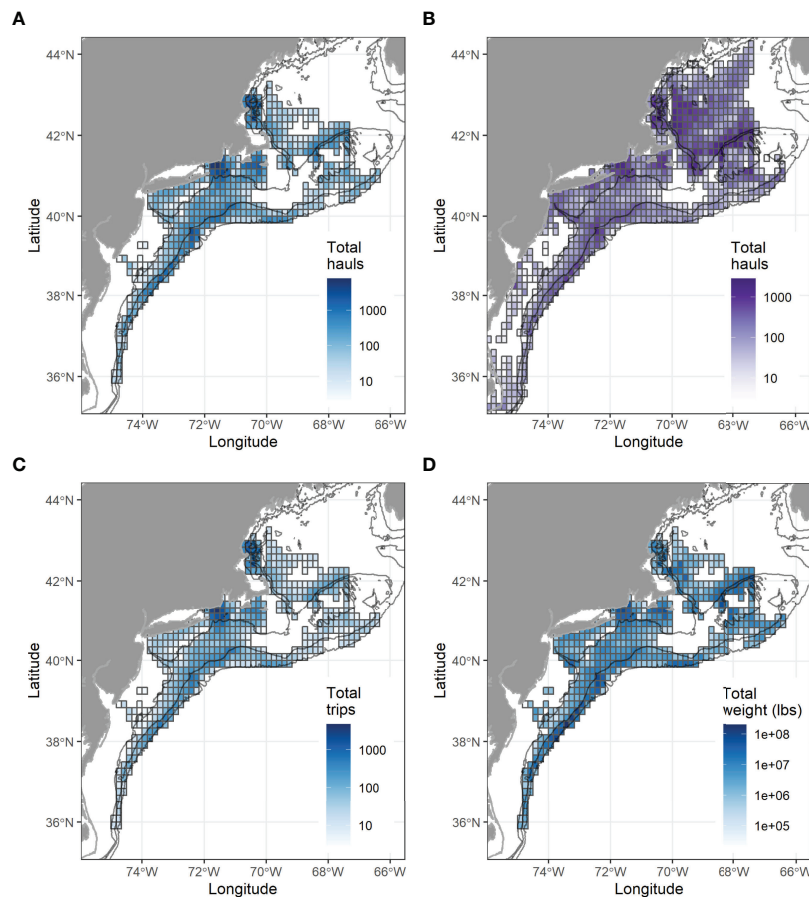 A
B
44°N
42°N
40°N
38°N
36°N
Latitude
Total
hauls
1000
100
10
74°W
72°W
70°W
68°W
66°W
Longitude
44°N
42°N
40°N
38°N
36°N
Latitude
Total
hauls
1000
100
10
74°W
72°W
70°W
68°W
66°W
Longitude
C
D
44°N
42°N
40°N
38°N
36°N
Latitude
Total
trips
1000
100
10
74°W
72°W
70°W
68°W
66°W
Longitude
44°N
42°N
40°N
38°N
36°N
Latitude
Total
weight (lbs)
1e+08
1e+07
1e+06
1e+05
74°W
72°W
70°W
68°W
66°W
Longitude